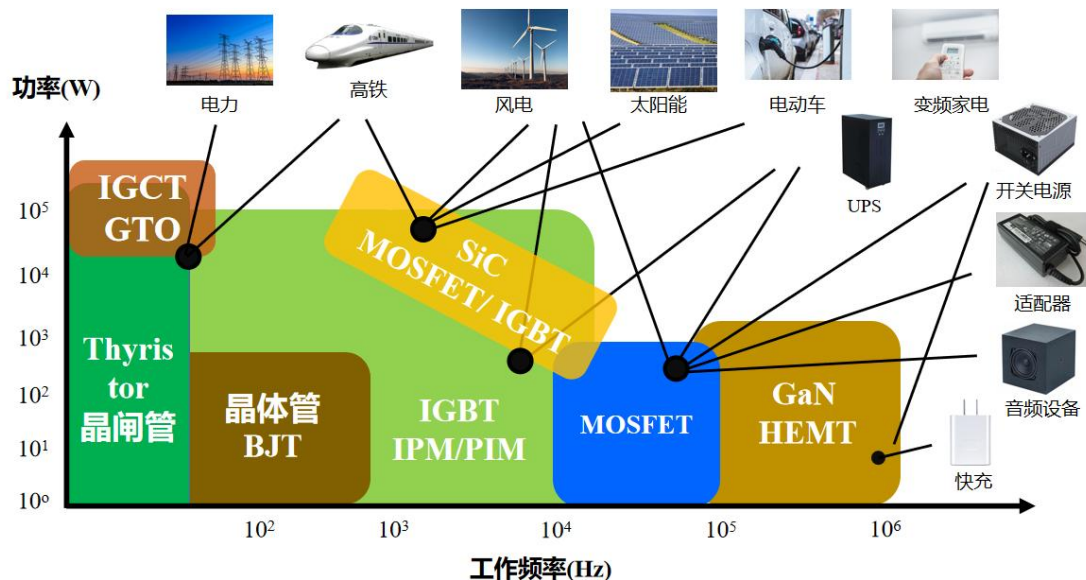 电力
高铁
风电
太阳能
电动车
变频家电
功率(W)
UPS
开关电源
适配器
音频设备
快充
10⁵
10⁴
10³
10²
10¹
10⁰
IGCT
GTO
Thyris
tor
晶闸管
晶体管
BJT
SiC
MOSFET/ IGBT
IGBT
IPM/PIM
MOSFET
GaN
HEMT
10²
10³
10⁴
10⁵
10⁶
工作频率(Hz)